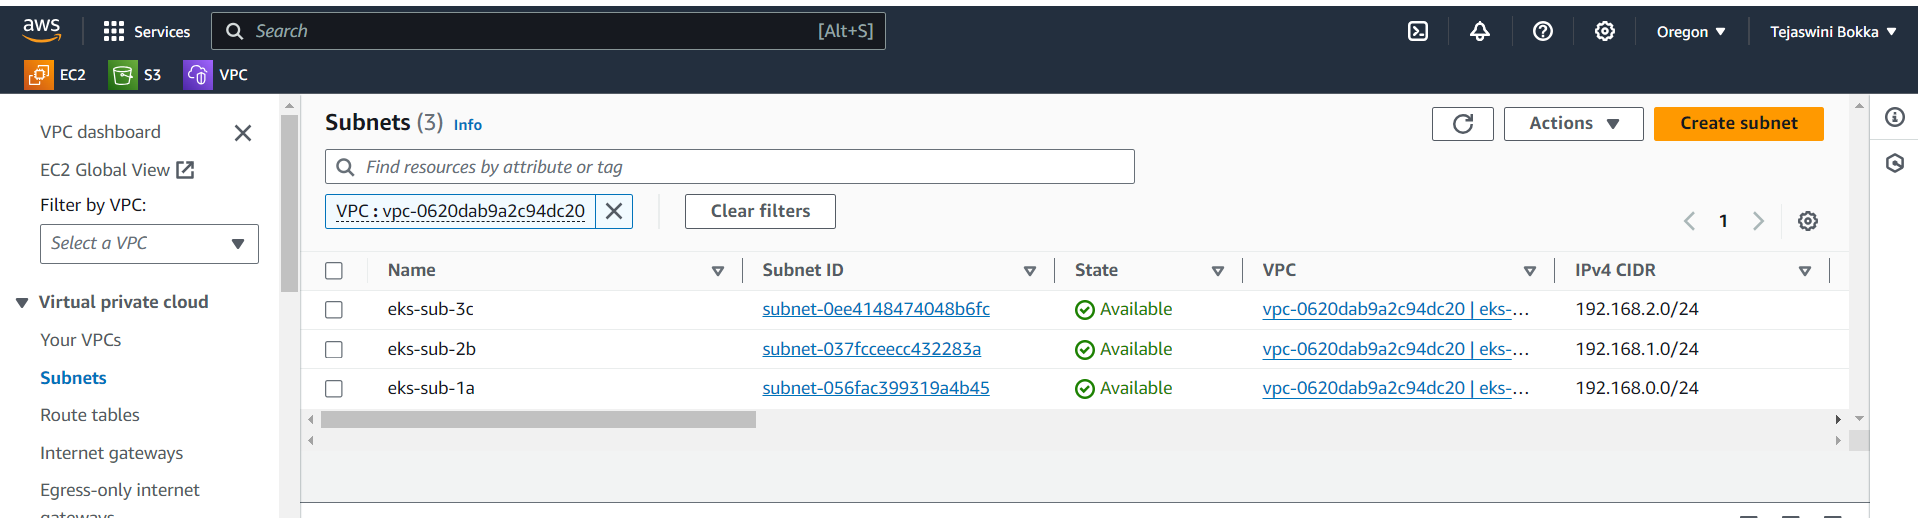 aws Services Search [Alt+S] Oregon Tejaswini Bokka
EC2 S3 VPC
VPC dashboard
EC2 Global View
Filter by VPC:
Select a VPC
Virtual private cloud
Your VPCs
Subnets
Route tables
Internet gateways
Egress-only internet
gateways
Subnets (3) Info
Actions
Create subnet
Find resources by attribute or tag
VPC : vpc-0620dab9a2c94dc20
Clear filters
1
Name Subnet ID State VPC IPv4 CIDR
eks-sub-3c subnet-0ee4148474048b6fc Available vpc-0620dab9a2c94dc20 | eks-... 192.168.2.0/24
eks-sub-2b subnet-037fcceecc432283a Available vpc-0620dab9a2c94dc20 | eks-... 192.168.1.0/24
eks-sub-1a subnet-056fac399319a4b45 Available vpc-0620dab9a2c94dc20 | eks-... 192.168.0.0/24